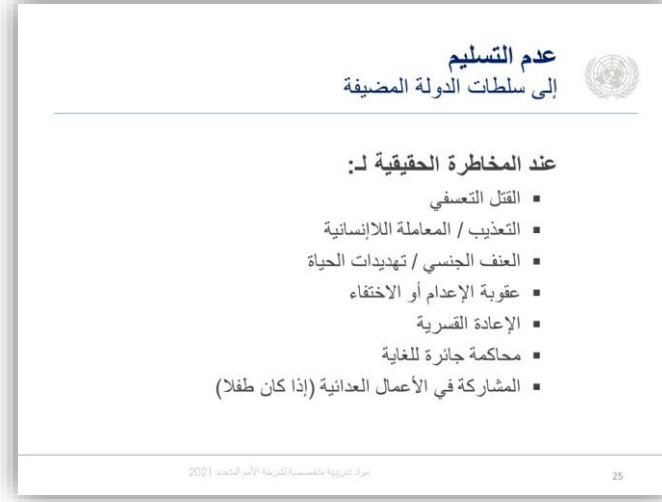 عدم التسليم
إلى سلطات الدولة المضيفة
عند المخاطرة الحقيقية لـ:
▪ القتل التعسفي
▪ التعذيب / المعاملة اللاإنسانية
▪ العنف الجنسي / تهديدات الحياة
▪ عقوبة الإعدام أو الاختفاء
▪ الإعادة القسرية
▪ محاكمة جائرة للغاية
▪ المشاركة في الأعمال العدائية (إذا كان طفلا)
مواد تدريبية متخصصة لشرطة الأمم المتحدة 2021
25